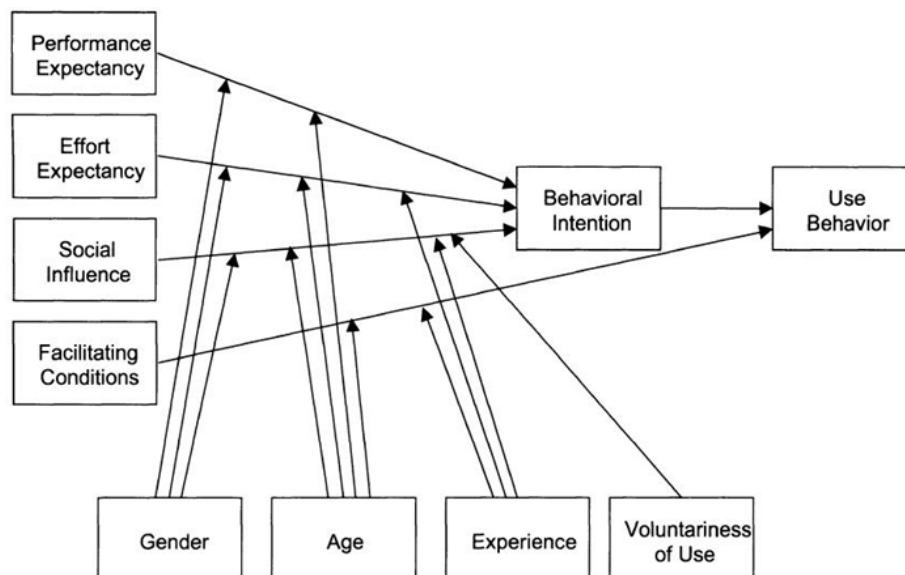 Performance
Expectancy
Effort
Expectancy
Social
Influence
Facilitating
Conditions
Behavioral
Intention
Use
Behavior
Gender
Age
Experience
Voluntariness
of Use